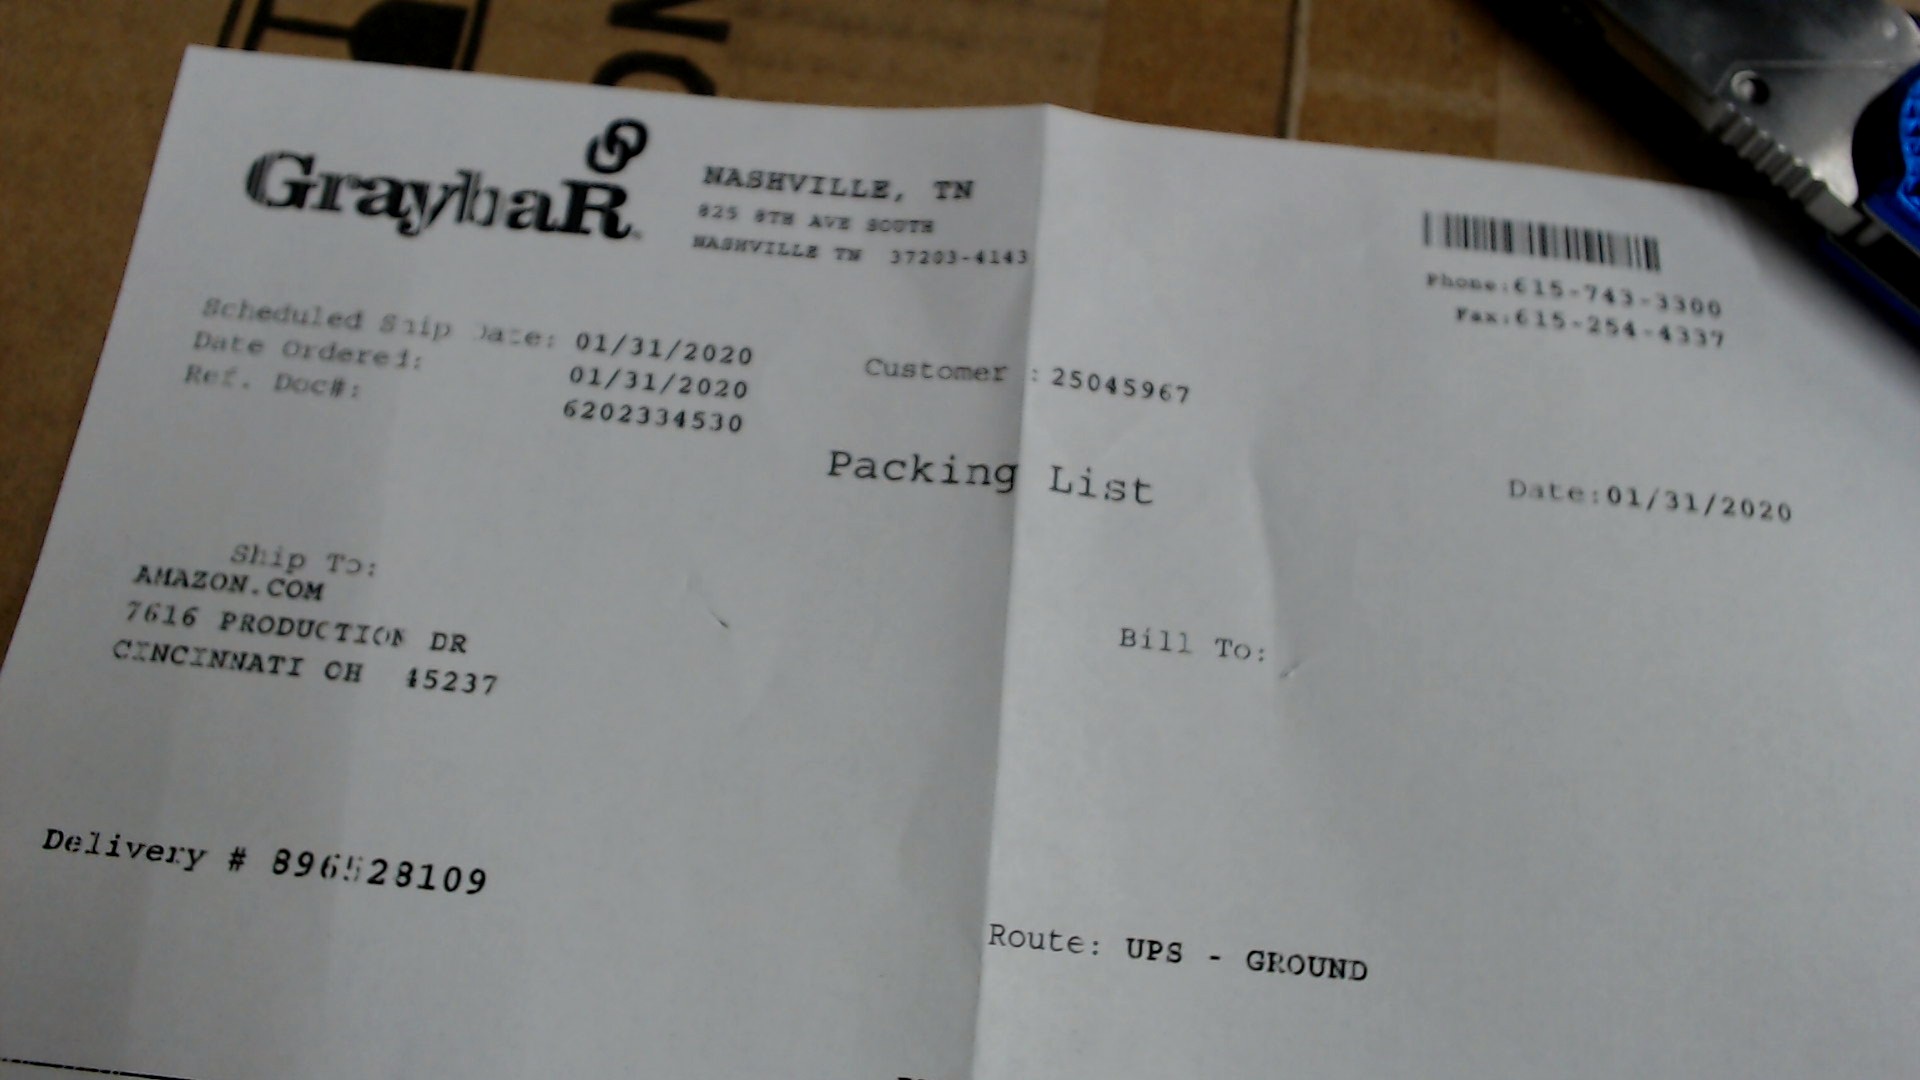 GraybaR
NASHVILLE, TN
825 8TH AVE SOUTH
NASHVILLE TN 37203-4143
Phone:615-743-3300
Fax:615-254-4337
Scheduled Ship Date: 01/31/2020
Date Ordered: 01/31/2020
Ref. Doc#: 6202334530
Customer : 25045967
Packing List
Date:01/31/2020
Ship To:
AMAZON.COM
7616 PRODUCTION DR
CINCINNATI OH 45237
Bill To:
Delivery # 896528109
Route: UPS - GROUND